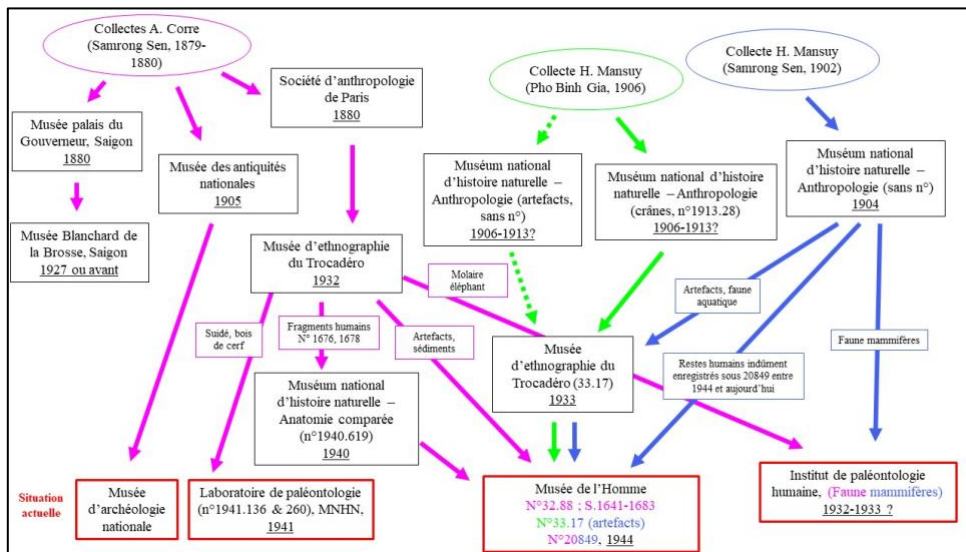 Collectes A. Corre
(Samrong Sen, 1879-
1880)
Société d'anthropologie
de Paris
1880
Musée palais du
Gouverneur, Saigon
1880
Musée des antiquités
nationales
1905
Musée Blanchard de
la Brosse, Saigon
1927 ou avant
Musée d'ethnographie
du Trocadéro
1932
Collecte H. Mansuy
(Pho Binh Gia, 1906)
Collecte H. Mansuy
(Samrong Sen, 1902)
Muséum national
d'histoire naturelle –
Anthropologie (artefacts,
sans n°)
1906-1913?
Muséum national d'histoire
naturelle – Anthropologie
(crânes, n°1913.28)
1906-1913?
Muséum national
d'histoire naturelle –
Anthropologie (sans n°)
1904
Molaire
éléphant
Artefacts, faune
aquatique
Suidé, bois
de cerf
Fragments humains
N° 1676, 1678
Artefacts,
sédiments
Musée
d'ethnographie du
Trocadéro (33.17)
1933
Restes humains indûment
enregistrés sous 20849 entre
1944 et aujourd'hui
Faune mammifères
Muséum national
d'histoire naturelle –
Anatomie comparée
(n°1940.619)
1940
Situation
actuelle
Musée
d'archéologie
nationale
Laboratoire de paléontologie
(n°1941.136 & 260), MNHN,
1941
Musée de l'Homme
N°32.88 ; S.1641-1683
N°33.17 (artefacts)
N°20849, 1944
Institut de paléontologie
humaine, (Faune mammifères)
1932-1933 ?